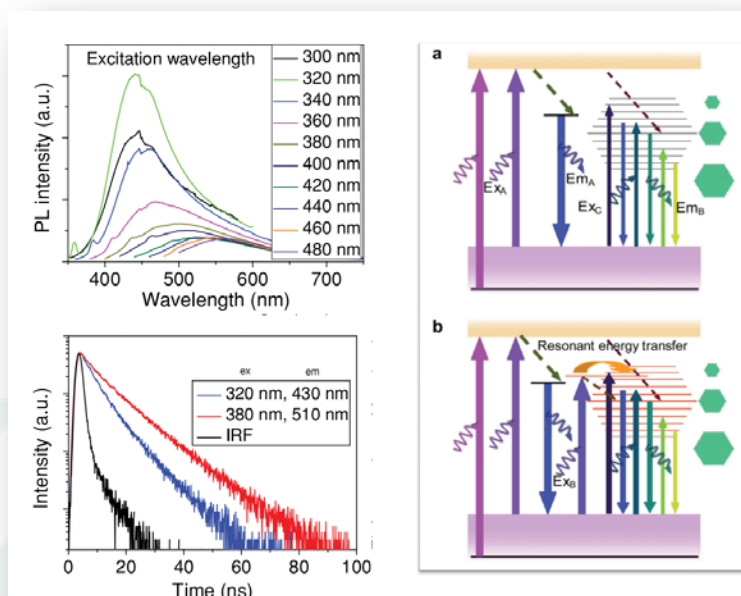 Excitation wavelength
300 nm
320 nm
340 nm
360 nm
380 nm
400 nm
420 nm
440 nm
460 nm
480 nm
PL intensity (a.u.)
400 500 600 700
Wavelength (nm)
ex em
320 nm, 430 nm
380 nm, 510 nm
IRF
Intensity (a.u.)
0 20 40 60 80 100
Time (ns)
a
ExA
EmA
ExC
EmB
b
Resonant energy transfer
ExB